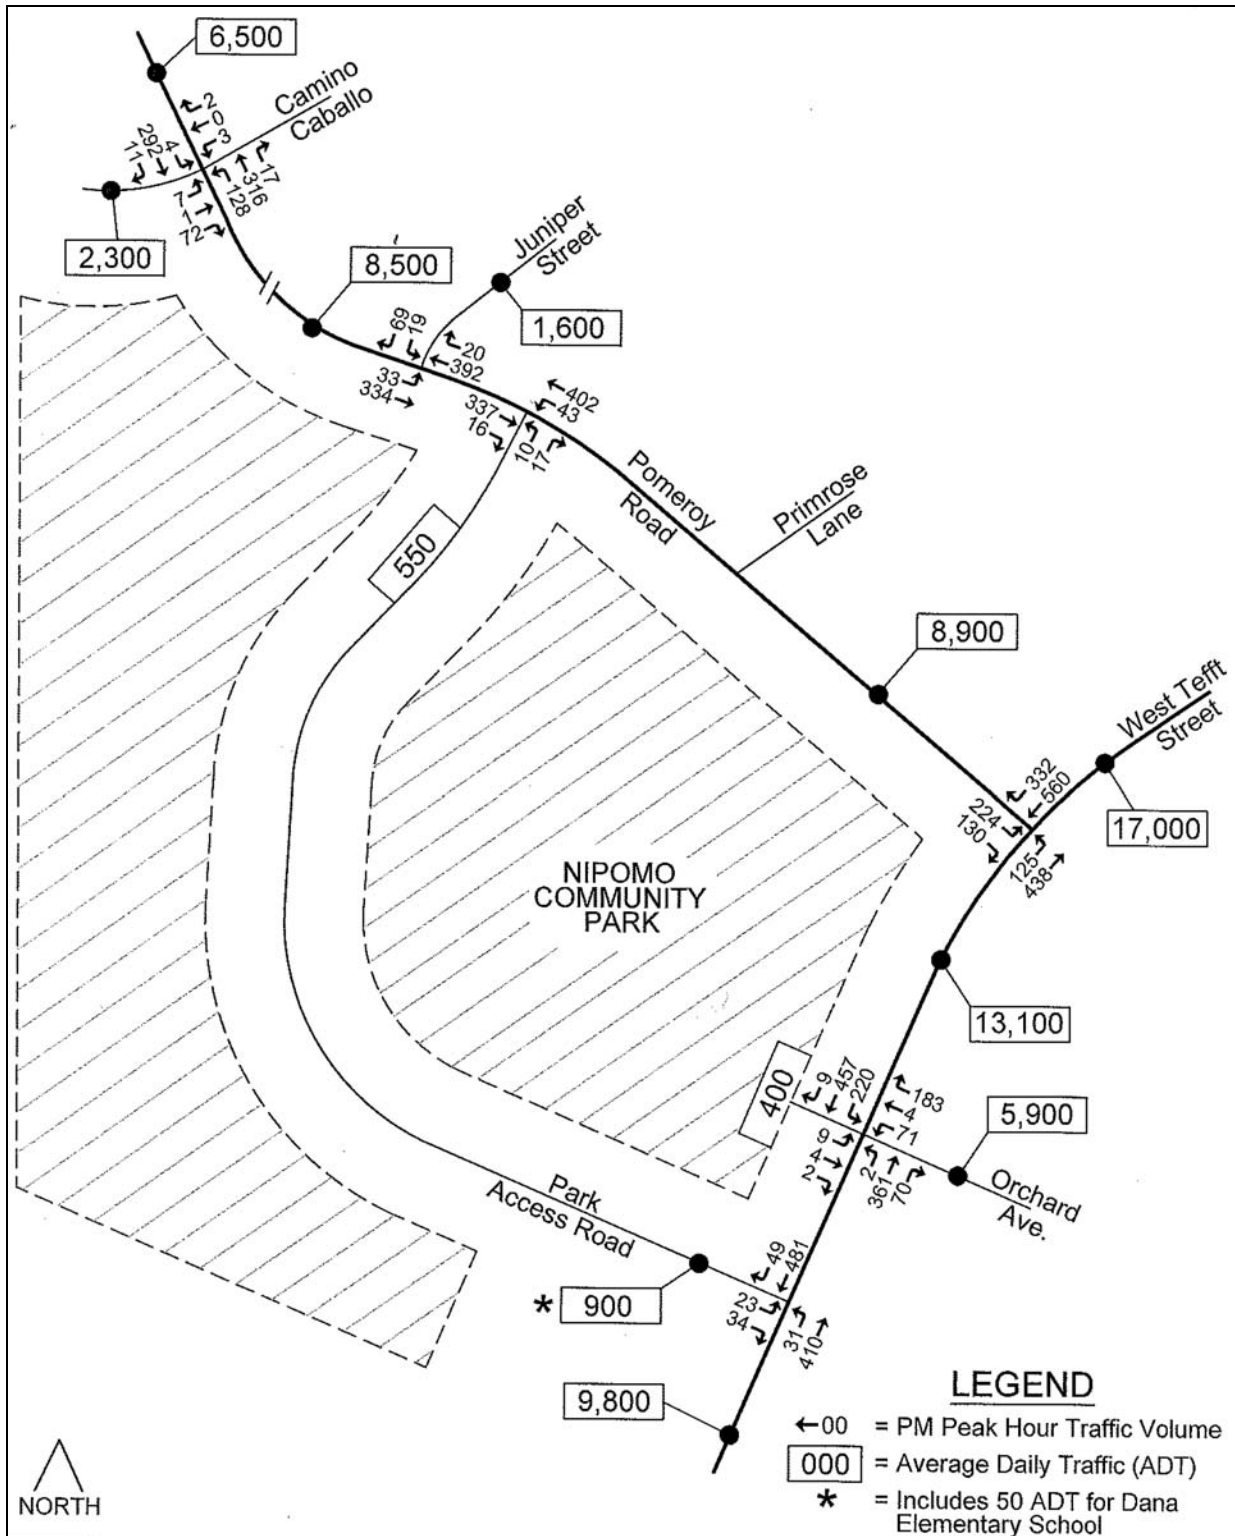 6,500
Camino
Caballo
2
0
3
292
11
4
7
1
72
17
316
128
2,300
8,500
Juniper
Street
1,600
69
19
20
392
33
334
402
43
337
16
10
17
Pomeroy
Road
Primrose
Lane
550
8,900
West Tefft
Street
17,000
332
560
224
130
125
438
NIPOMO
COMMUNITY
PARK
13,100
400
9
457
220
183
4
71
9
4
2
2
361
70
5,900
Orchard
Ave.
Park
Access Road
49
481
* 900
23
34
31
410
9,800
LEGEND
←00 = PM Peak Hour Traffic Volume
000 = Average Daily Traffic (ADT)
* = Includes 50 ADT for Dana
Elementary School
NORTH